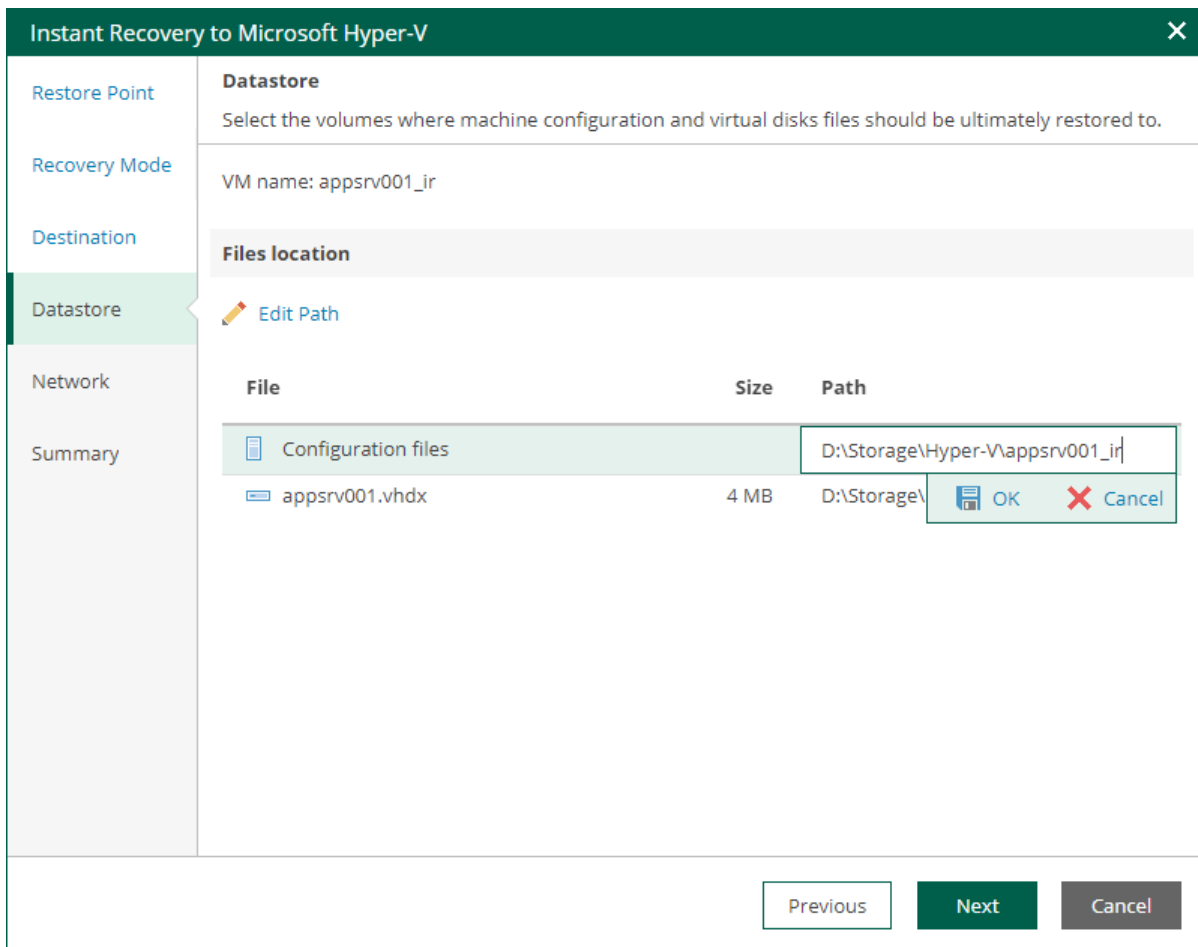 Instant Recovery to Microsoft Hyper-V
Restore Point
Recovery Mode
Destination
Datastore
Network
Summary
Datastore
Select the volumes where machine configuration and virtual disks files should be ultimately restored to.
VM name: appsrv001_ir
Files location
Edit Path
File Size Path
Configuration files D:\Storage\Hyper-V\appsrv001_ir
appsrv001.vhdx 4 MB D:\Storage\
OK Cancel
Previous Next Cancel